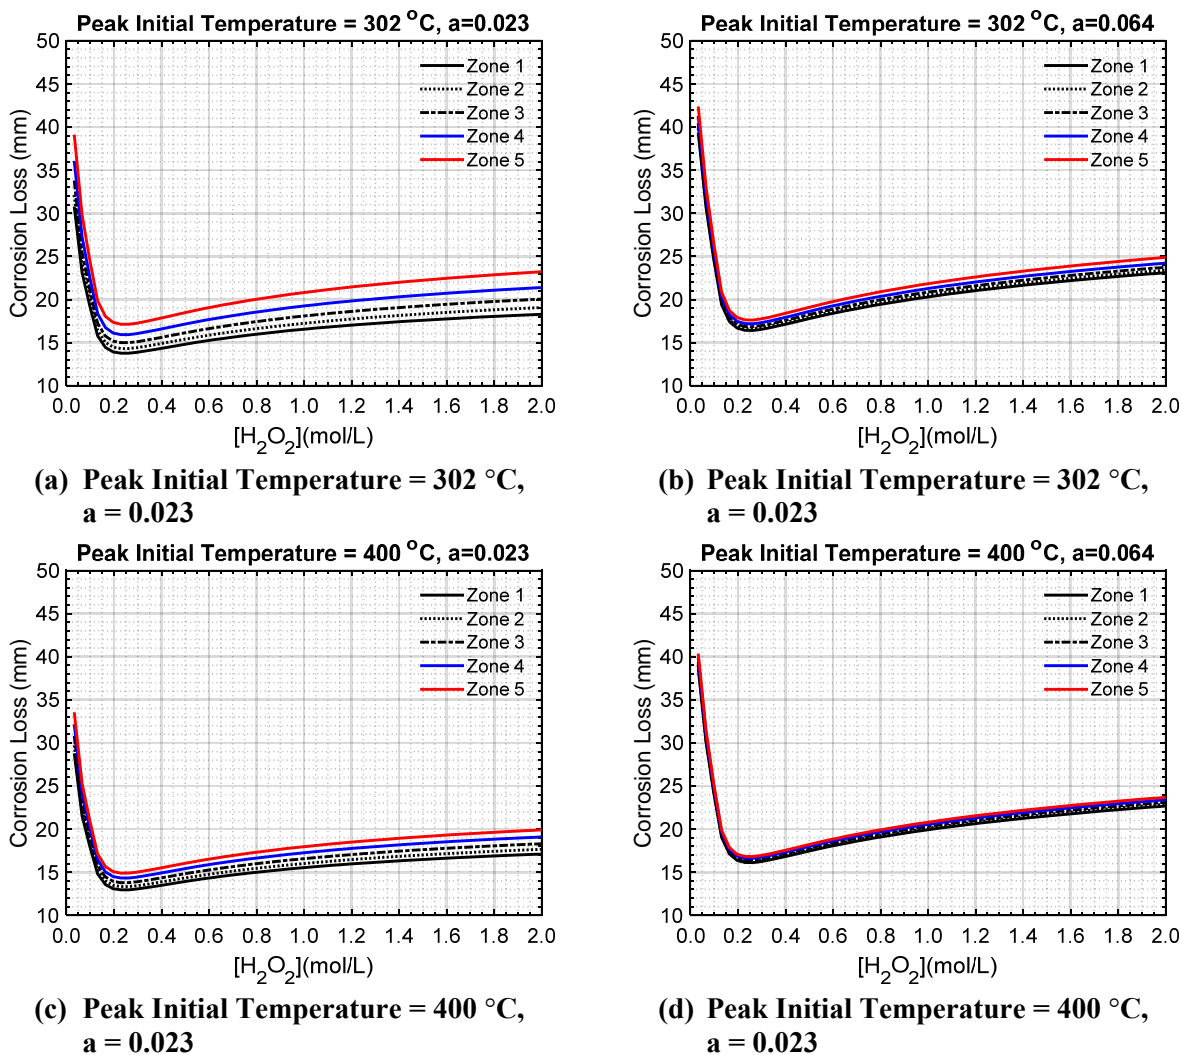 Peak Initial Temperature = 302 °C, a=0.023
50
45
40
35
30
25
20
15
10
Corrosion Loss (mm)
Zone 1
Zone 2
Zone 3
Zone 4
Zone 5
0.0 0.2 0.4 0.6 0.8 1.0 1.2 1.4 1.6 1.8 2.0
[H₂O₂](mol/L)
(a) Peak Initial Temperature = 302 °C,
a = 0.023
Peak Initial Temperature = 302 °C, a=0.064
50
45
40
35
30
25
20
15
10
Corrosion Loss (mm)
Zone 1
Zone 2
Zone 3
Zone 4
Zone 5
0.0 0.2 0.4 0.6 0.8 1.0 1.2 1.4 1.6 1.8 2.0
[H₂O₂](mol/L)
(b) Peak Initial Temperature = 302 °C,
a = 0.023
Peak Initial Temperature = 400 °C, a=0.023
50
45
40
35
30
25
20
15
10
Corrosion Loss (mm)
Zone 1
Zone 2
Zone 3
Zone 4
Zone 5
0.0 0.2 0.4 0.6 0.8 1.0 1.2 1.4 1.6 1.8 2.0
[H₂O₂](mol/L)
(c) Peak Initial Temperature = 400 °C,
a = 0.023
Peak Initial Temperature = 400 °C, a=0.064
50
45
40
35
30
25
20
15
10
Corrosion Loss (mm)
Zone 1
Zone 2
Zone 3
Zone 4
Zone 5
0.0 0.2 0.4 0.6 0.8 1.0 1.2 1.4 1.6 1.8 2.0
[H₂O₂](mol/L)
(d) Peak Initial Temperature = 400 °C,
a = 0.023